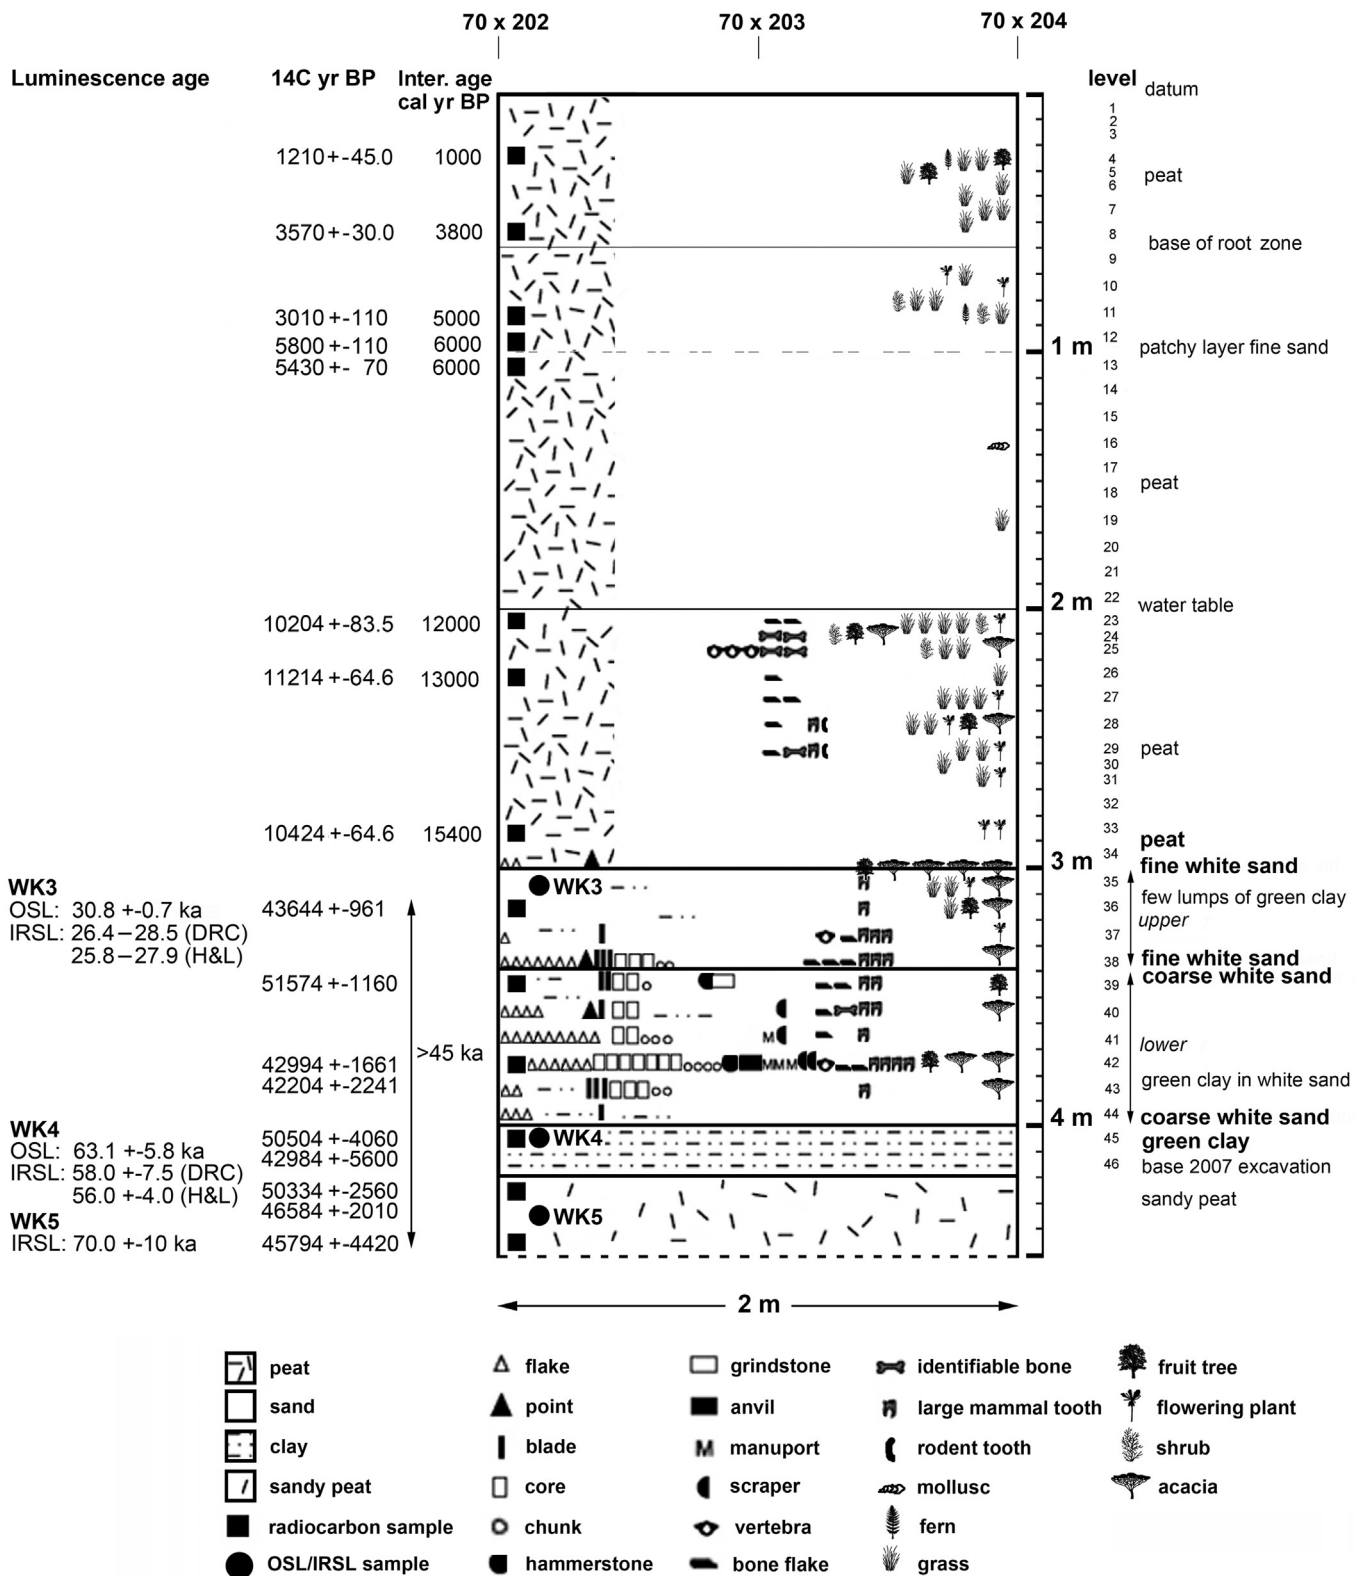 70 x 202 70 x 203 70 x 204
Luminescence age 14C yr BP Inter. age cal yr BP level datum
1
2
3
1210 +-45.0 1000 4
5 peat
6
7
3570 +-30.0 3800 8
base of root zone
9
10
3010 +-110 5000 11
5800 +-110 6000 12
1 m patchy layer fine sand
5430 +- 70 6000 13
14
15
16
17
18 peat
19
20
21
22
2 m water table
10204 +-83.5 12000 23
24
25
11214 +-64.6 13000 26
27
28
29 peat
30
31
32
10424 +-64.6 15400 33
peat
34
3 m fine white sand
WK3 WK3 35
few lumps of green clay
OSL: 30.8 +-0.7 ka 43644 +-961 36
upper
IRSL: 26.4–28.5 (DRC) 37
25.8–27.9 (H&L) 38 fine white sand
51574 +-1160 39 coarse white sand
40
41
>45 ka lower
42994 +-1661 M M M M 42
42204 +-2241 43 green clay in white sand
44 coarse white sand
4 m
WK4 50504 +-4060 WK4 45 green clay
OSL: 63.1 +-5.8 ka 42984 +-5600
IRSL: 58.0 +-7.5 (DRC) 46 base 2007 excavation
56.0 +-4.0 (H&L) 50334 +-2560 sandy peat
46584 +-2010
WK5 WK5
IRSL: 70.0 +-10 ka 45794 +-4420
2 m
peat flake grindstone identifiable bone fruit tree
sand point anvil large mammal tooth flowering plant
clay blade M manuport rodent tooth shrub
sandy peat core scraper mollusc acacia
radiocarbon sample chunk vertebra fern
OSL/IRSL sample hammerstone bone flake grass